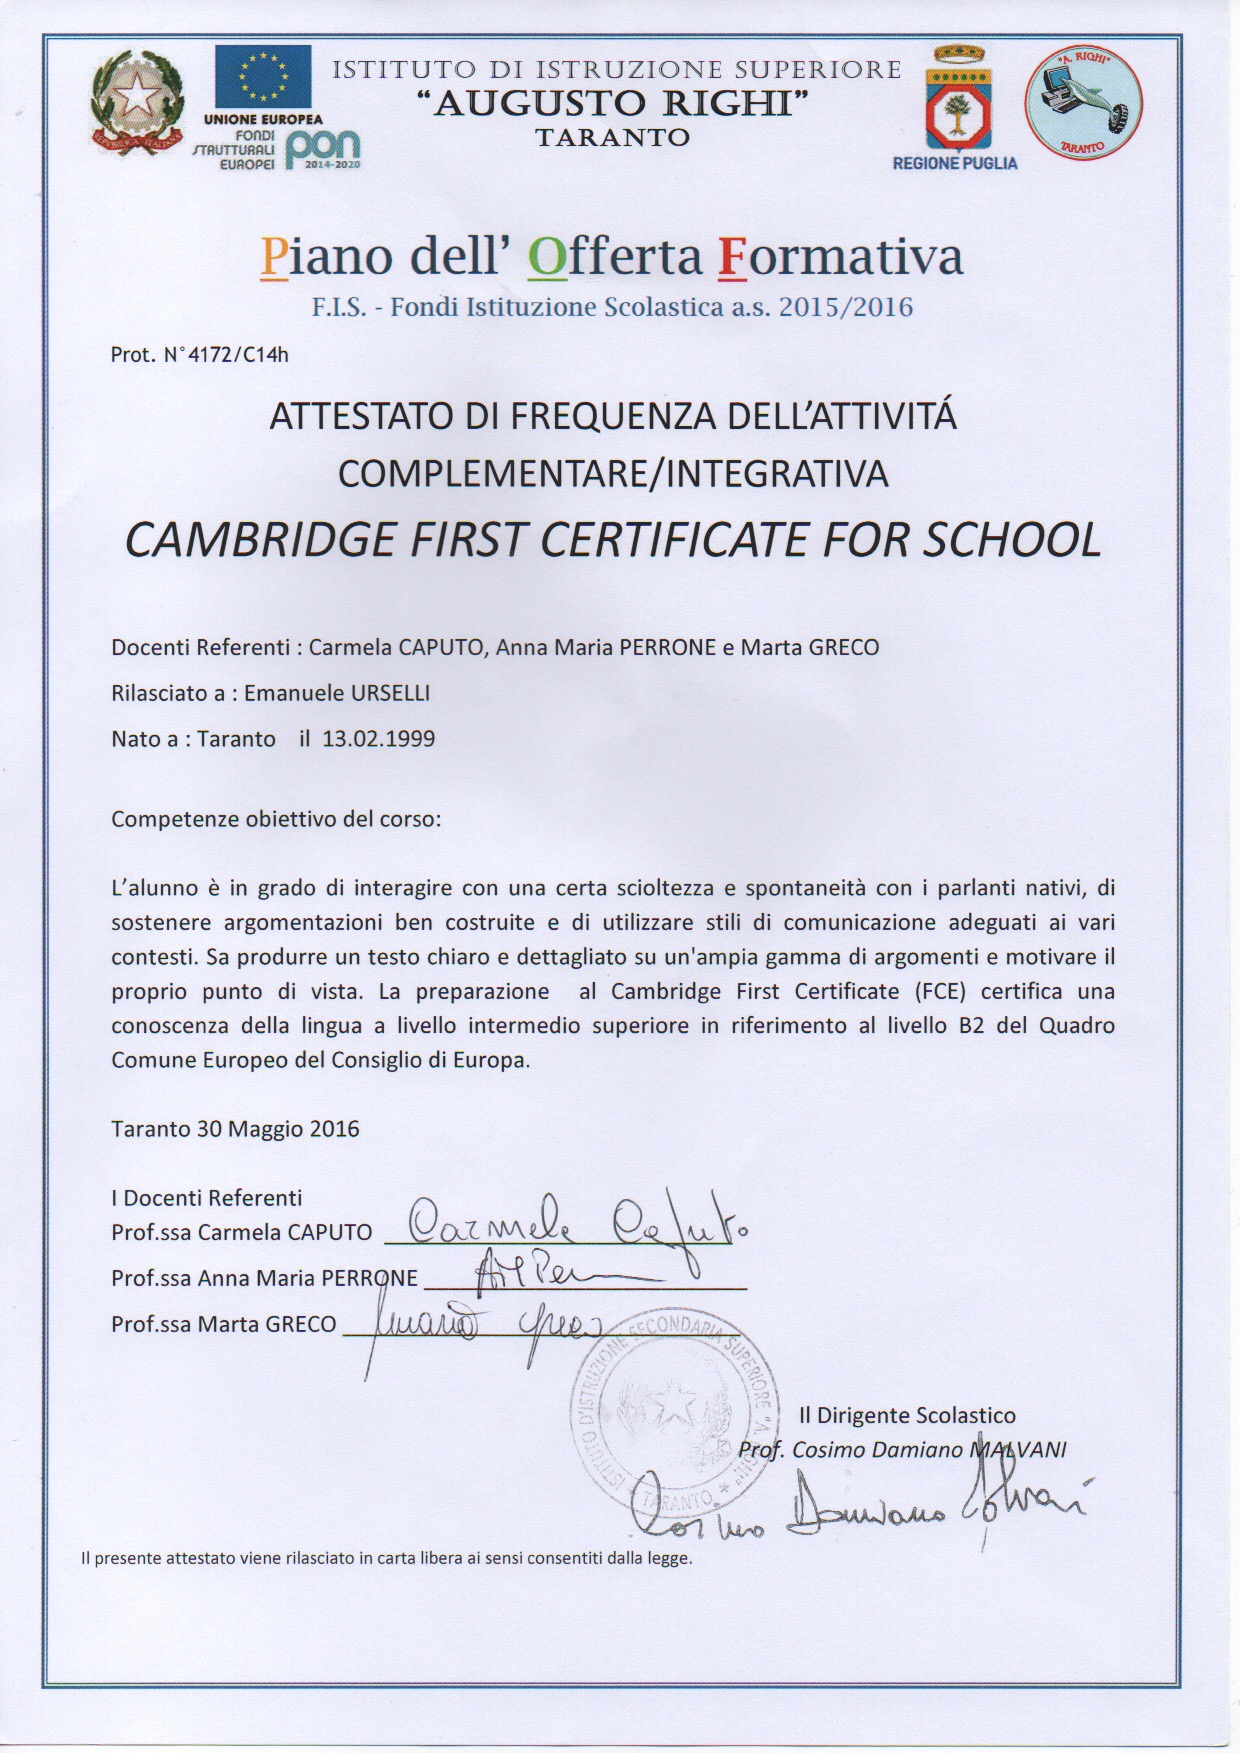 ISTITUTO DI ISTRUZIONE SUPERIORE
“AUGUSTO RIGHI”
TARANTO
REPVBBLICA ITALIANA
UNIONE EUROPEA
FONDI
STRUTTURALI
EUROPEI
pon
2014-2020
REGIONE PUGLIA
"A. RIGHI"
TARANTO
Piano dell’ Offerta Formativa
F.I.S. - Fondi Istituzione Scolastica a.s. 2015/2016
Prot. N°4172/C14h
ATTESTATO DI FREQUENZA DELL’ATTIVITÁ
COMPLEMENTARE/INTEGRATIVA
CAMBRIDGE FIRST CERTIFICATE FOR SCHOOL
Docenti Referenti : Carmela CAPUTO, Anna Maria PERRONE e Marta GRECO
Rilasciato a : Emanuele URSELLI
Nato a : Taranto il 13.02.1999
Competenze obiettivo del corso:
L’alunno è in grado di interagire con una certa scioltezza e spontaneità con i parlanti nativi, di
sostenere argomentazioni ben costruite e di utilizzare stili di comunicazione adeguati ai vari
contesti. Sa produrre un testo chiaro e dettagliato su un'ampia gamma di argomenti e motivare il
proprio punto di vista. La preparazione al Cambridge First Certificate (FCE) certifica una
conoscenza della lingua a livello intermedio superiore in riferimento al livello B2 del Quadro
Comune Europeo del Consiglio di Europa.
Taranto 30 Maggio 2016
I Docenti Referenti
Prof.ssa Carmela CAPUTO Carmela Caputo
Prof.ssa Anna Maria PERRONE
Prof.ssa Marta GRECO
ISTITUTO D'ISTRUZIONE SECONDARIA SUPERIORE "A. RIGHI" * TARANTO *
Il Dirigente Scolastico
Prof. Cosimo Damiano MALVANI
Cosimo Damiano Malvani
Il presente attestato viene rilasciato in carta libera ai sensi consentiti dalla legge.